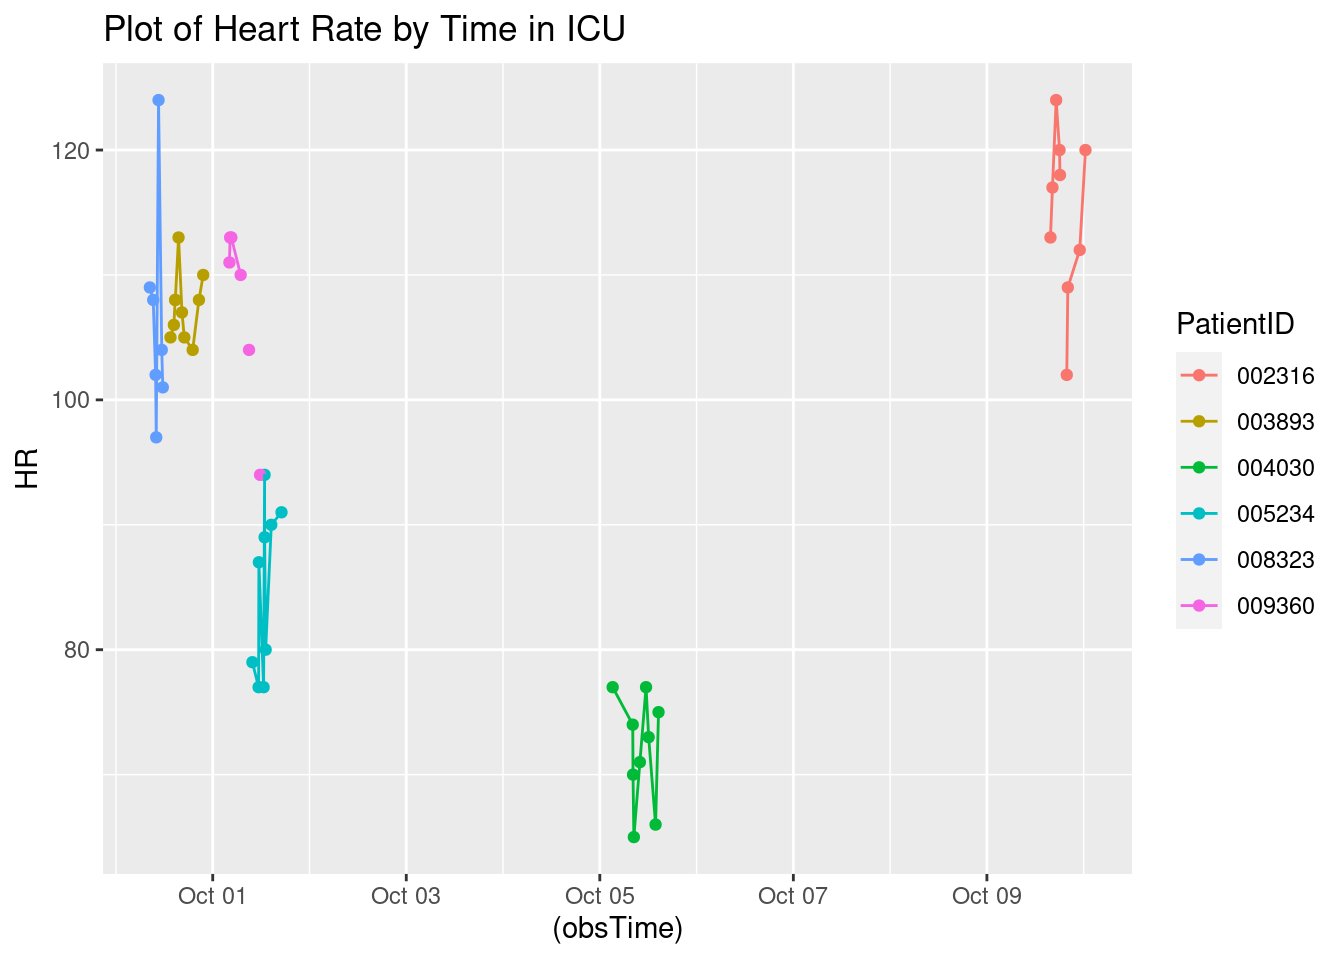 Plot of Heart Rate by Time in ICU
120
100
80
HR
Oct 01
Oct 03
Oct 05
Oct 07
Oct 09
(obsTime)
PatientID
002316
003893
004030
005234
008323
009360